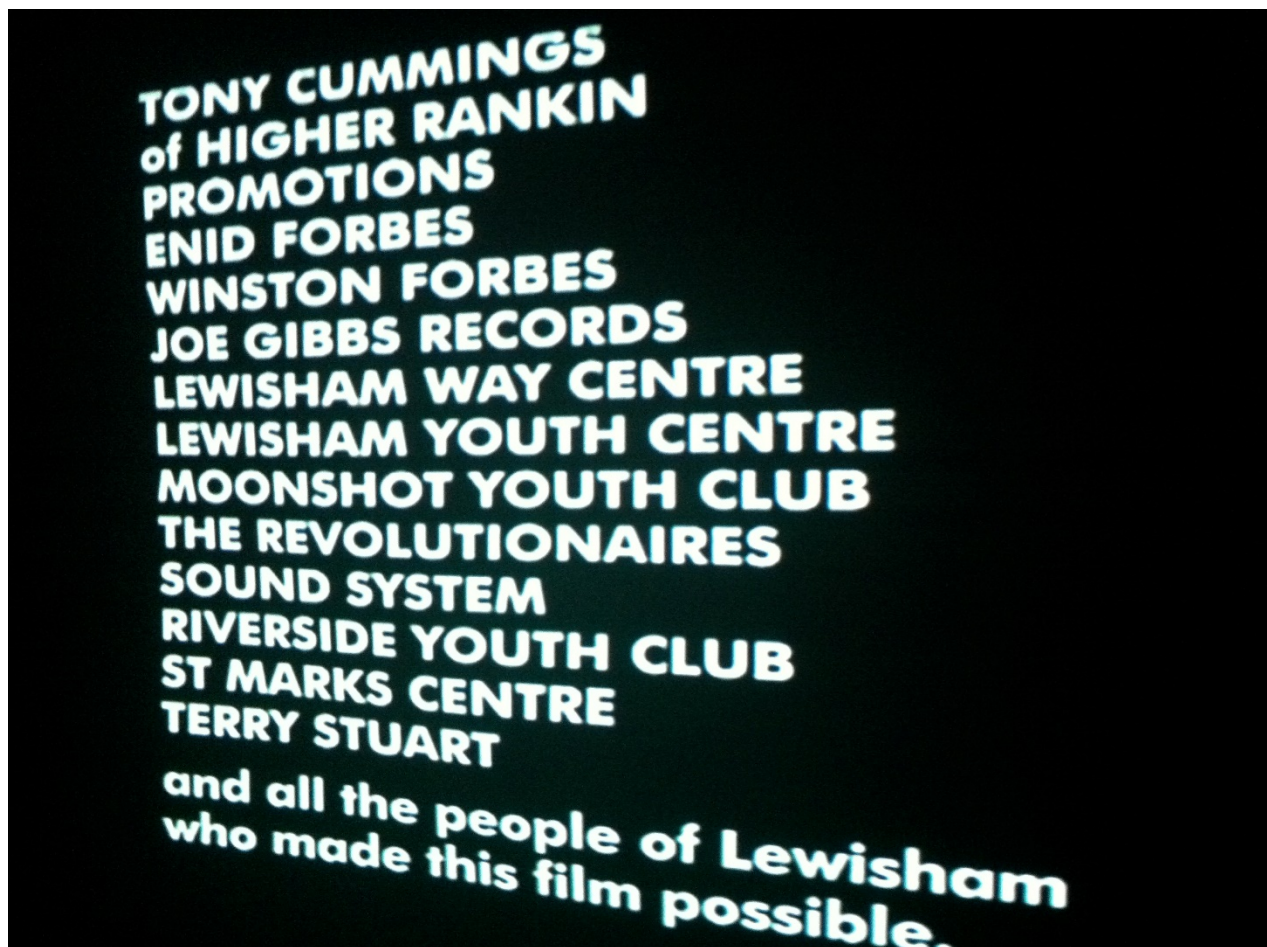 TONY CUMMINGS
of HIGHER RANKIN
PROMOTIONS
ENID FORBES
WINSTON FORBES
JOE GIBBS RECORDS
LEWISHAM WAY CENTRE
LEWISHAM YOUTH CENTRE
MOONSHOT YOUTH CLUB
THE REVOLUTIONAIRES
SOUND SYSTEM
RIVERSIDE YOUTH CLUB
ST MARKS CENTRE
TERRY STUART
and all the people of Lewisham
who made this film possible.